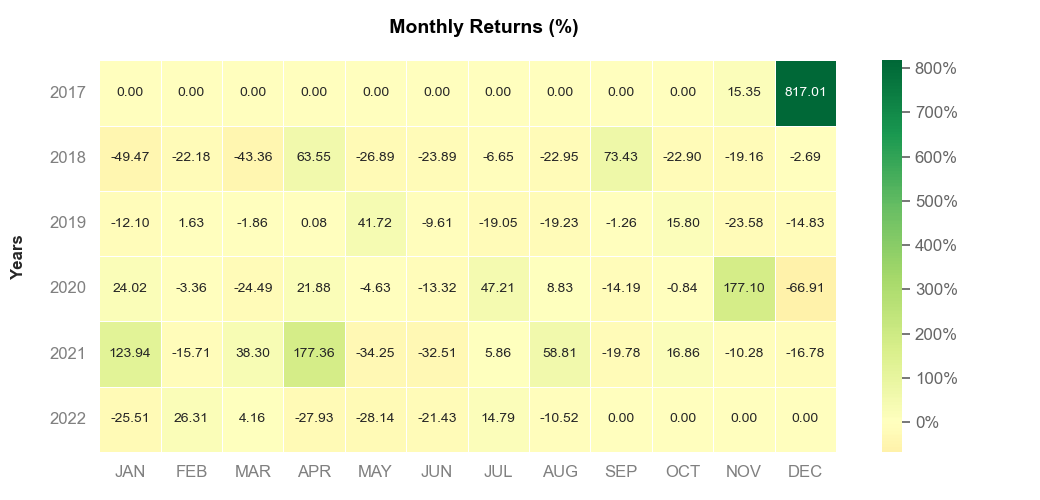 Monthly Returns (%)
Years
2017 0.00 0.00 0.00 0.00 0.00 0.00 0.00 0.00 0.00 0.00 15.35 817.01
2018 -49.47 -22.18 -43.36 63.55 -26.89 -23.89 -6.65 -22.95 73.43 -22.90 -19.16 -2.69
2019 -12.10 1.63 -1.86 0.08 41.72 -9.61 -19.05 -19.23 -1.26 15.80 -23.58 -14.83
2020 24.02 -3.36 -24.49 21.88 -4.63 -13.32 47.21 8.83 -14.19 -0.84 177.10 -66.91
2021 123.94 -15.71 38.30 177.36 -34.25 -32.51 5.86 58.81 -19.78 16.86 -10.28 -16.78
2022 -25.51 26.31 4.16 -27.93 -28.14 -21.43 14.79 -10.52 0.00 0.00 0.00 0.00
JAN FEB MAR APR MAY JUN JUL AUG SEP OCT NOV DEC
800%
700%
600%
500%
400%
300%
200%
100%
0%